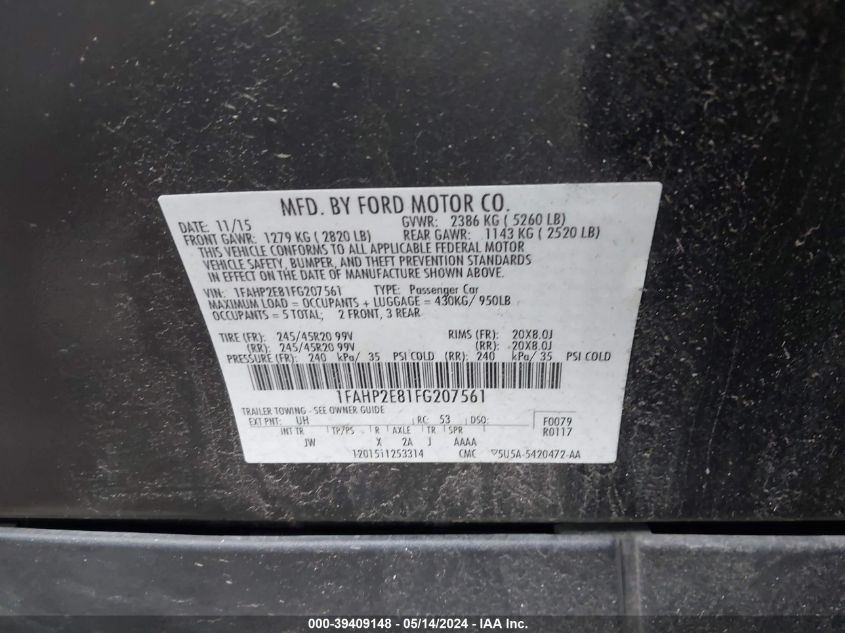 MFD. BY FORD MOTOR CO.
DATE: 11/15 GVWR: 2386 KG ( 5260 LB)
FRONT GAWR: 1279 KG ( 2820 LB) REAR GAWR: 1143 KG ( 2520 LB)
THIS VEHICLE CONFORMS TO ALL APPLICABLE FEDERAL MOTOR
VEHICLE SAFETY, BUMPER, AND THEFT PREVENTION STANDARDS
IN EFFECT ON THE DATE OF MANUFACTURE SHOWN ABOVE.
VIN: 1FAHP2E81FG207561 TYPE: Passenger Car
MAXIMUM LOAD = OCCUPANTS + LUGGAGE = 430KG/ 950LB
OCCUPANTS = 5 TOTAL; 2 FRONT, 3 REAR
TIRE (FR): 245/45R20 99V RIMS (FR): 20X8.0J
(RR): 245/45R20 99V (RR): 20X8.0J
PRESSURE (FR): 240 kPa/ 35 PSI COLD (RR): 240 kPa/ 35 PSI COLD
1FAHP2E81FG207561
TRAILER TOWING - SEE OWNER GUIDE
EXT PNT: UH RC: 53 DSO: F0079
INT TR TP/PS R AXLE TR SPR R0117
JW X 2A J AAAA
1201511253314 CMC 5U5A-5420472-AA
000-39409148 — 05/14/2024 — IAA Inc.